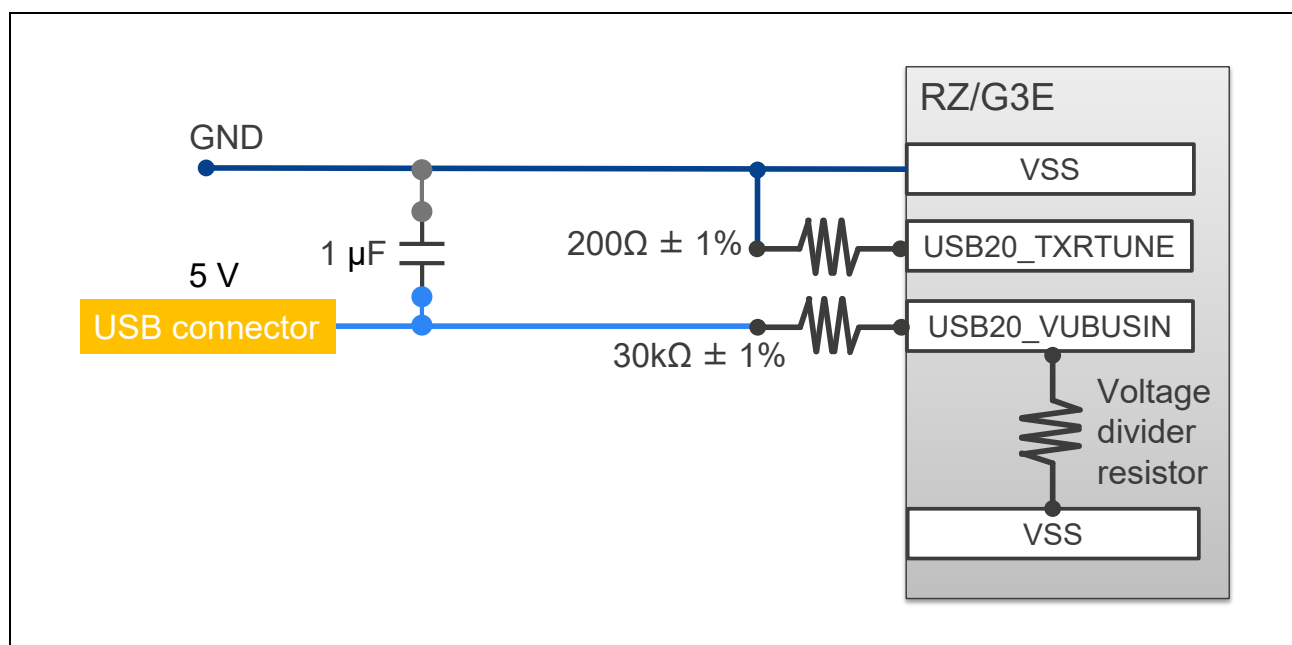 RZ/G3E
GND
VSS
200Ω ± 1%
USB20_TXRTUNE
1 µF
5 V
USB connector
USB20_VUBUSIN
30kΩ ± 1%
Voltage
divider
resistor
VSS